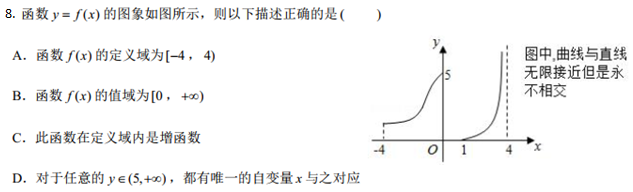 8. 函数 y = f(x) 的图象如图所示，则以下描述正确的是 (　　)
A．函数 f(x) 的定义域为 [−4，4)
B．函数 f(x) 的值域为 [0，+∞)
C．此函数在定义域内是增函数
D．对于任意的 y∈(5,+∞)，都有唯一的自变量 x 与之对应
y
5
-4
O
1
4
x
图中,曲线与直线
无限接近但是永
不相交